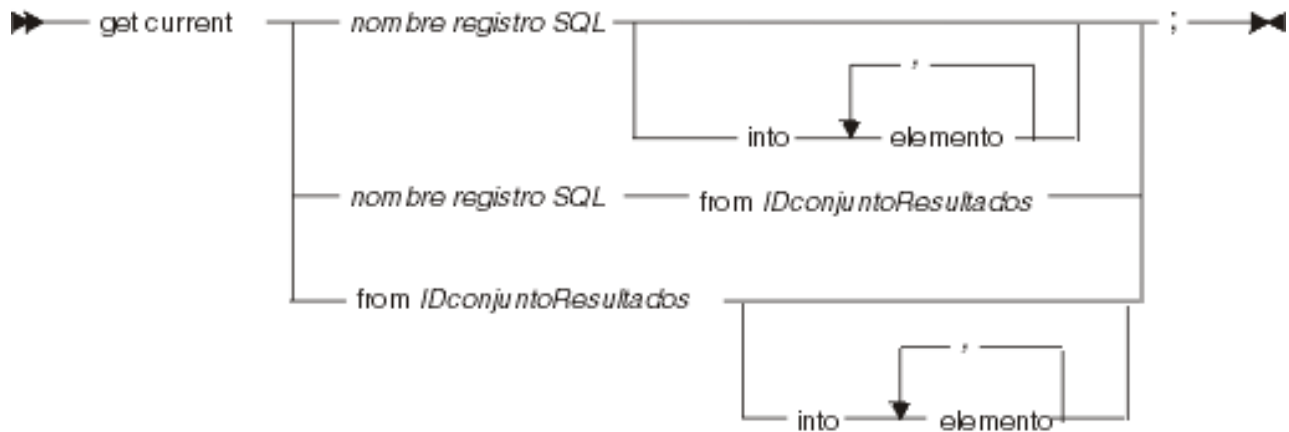 get current nombre registro SQL ;
,
into elemento
nombre registro SQL from IDconjuntoResultados
from IDconjuntoResultados
,
into elemento